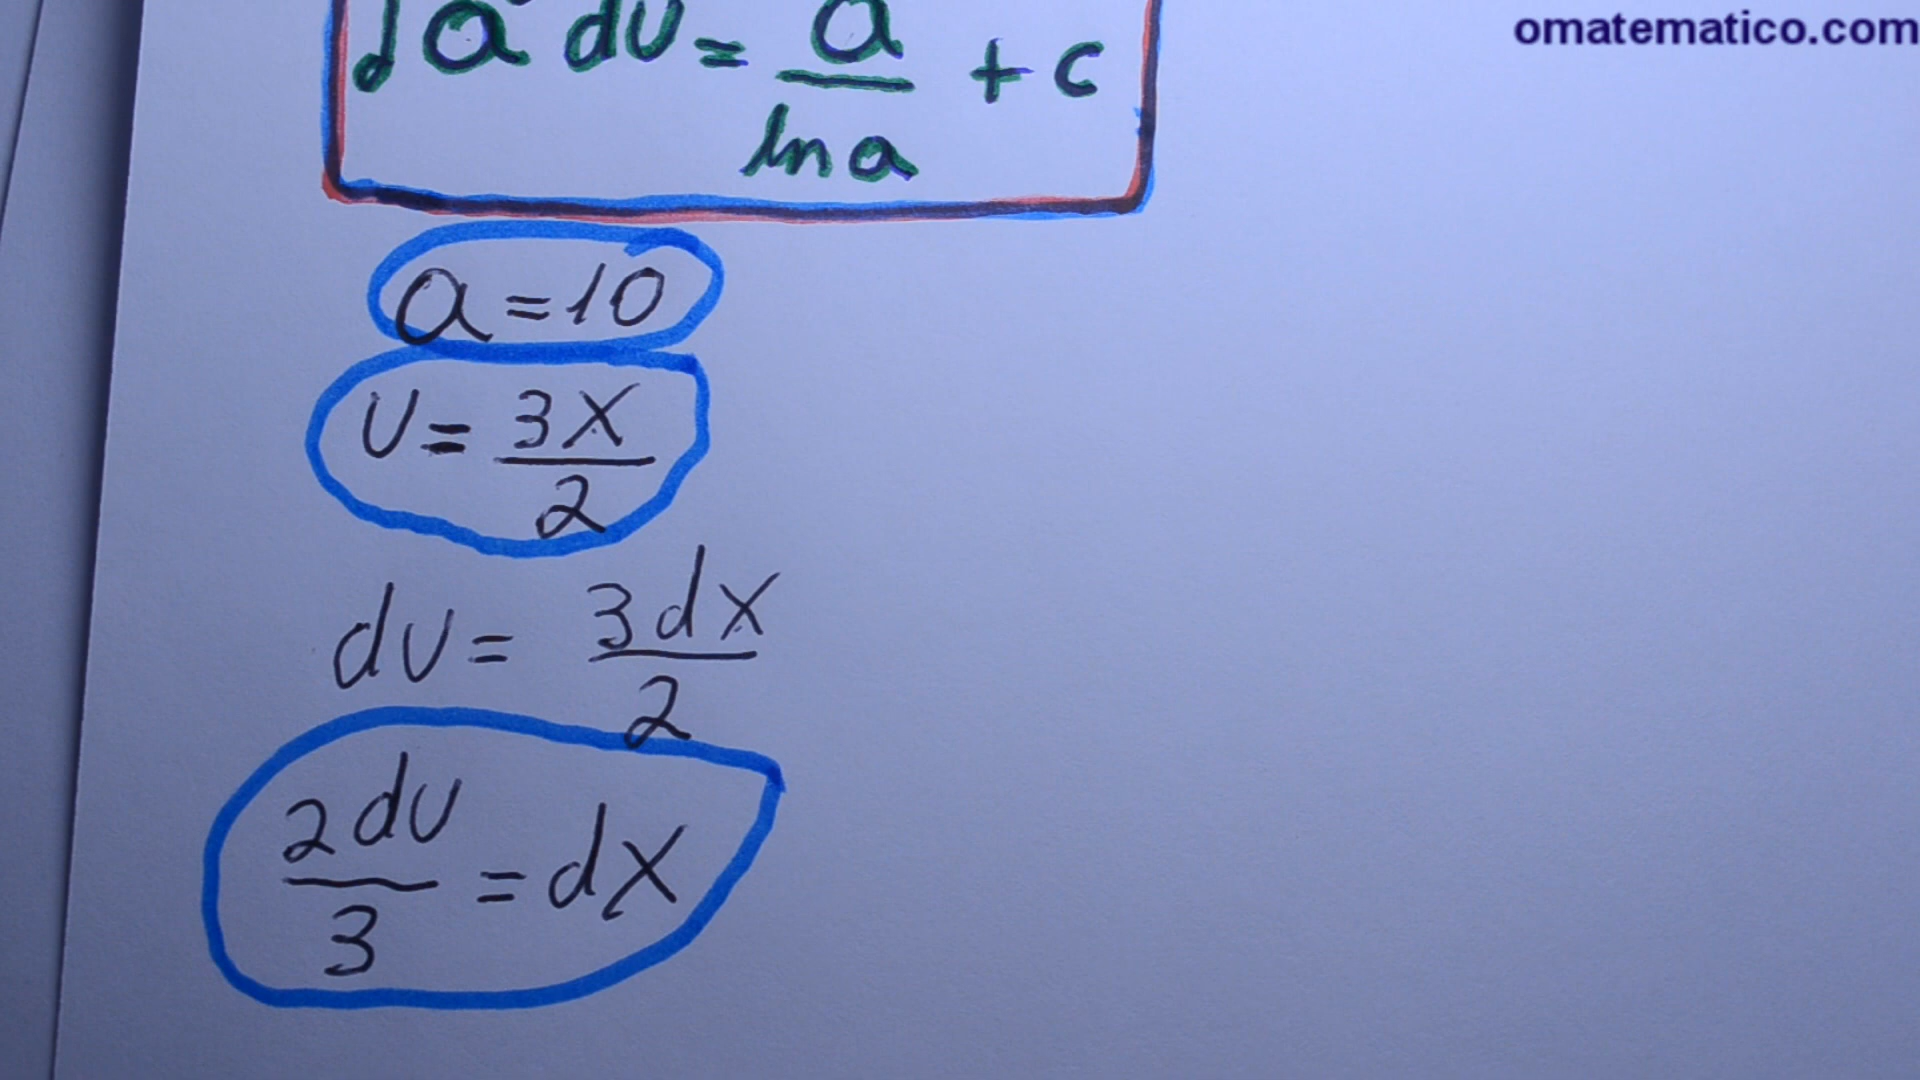 omatematico.com
∫a du = a/ln a + c
a=10
u= 3x/2
du= 3dx/2
2du/3 =dx